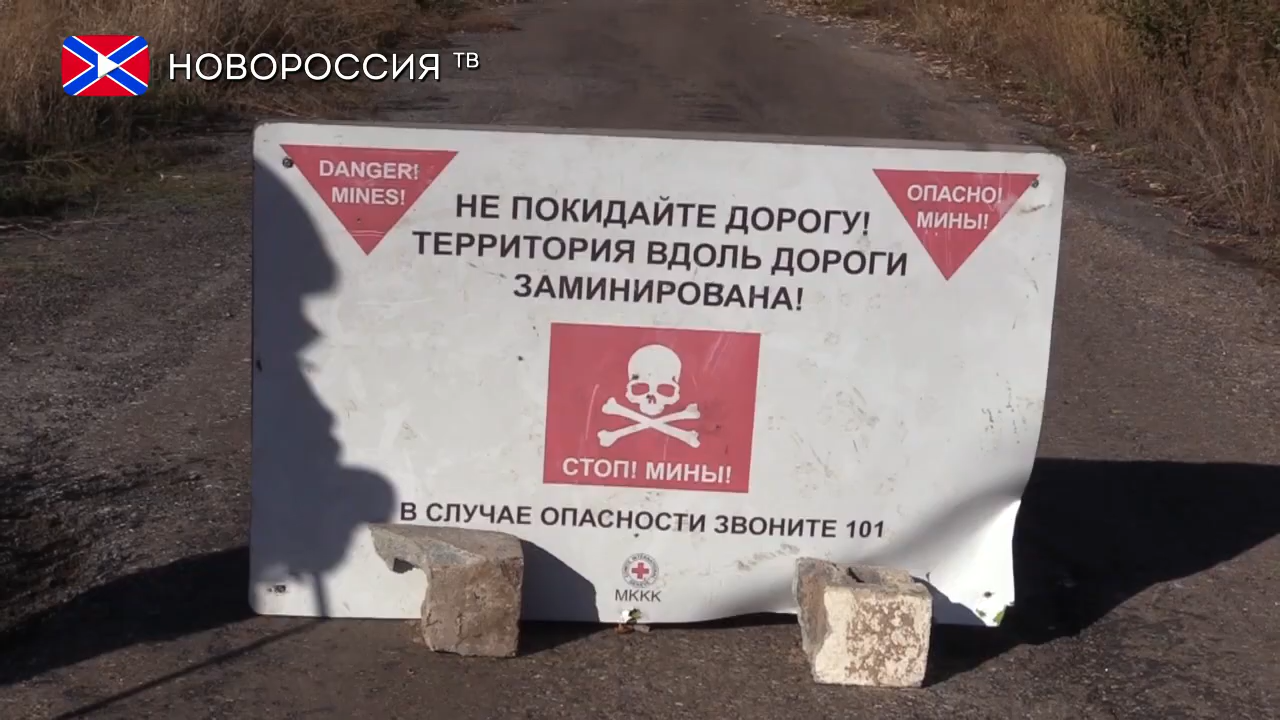 НОВОРОССИЯ ТВ
DANGER!
MINES!
ОПАСНО!
МИНЫ!
НЕ ПОКИДАЙТЕ ДОРОГУ!
ТЕРРИТОРИЯ ВДОЛЬ ДОРОГИ
ЗАМИНИРОВАНА!
СТОП! МИНЫ!
В СЛУЧАЕ ОПАСНОСТИ ЗВОНИТЕ 101
МККК